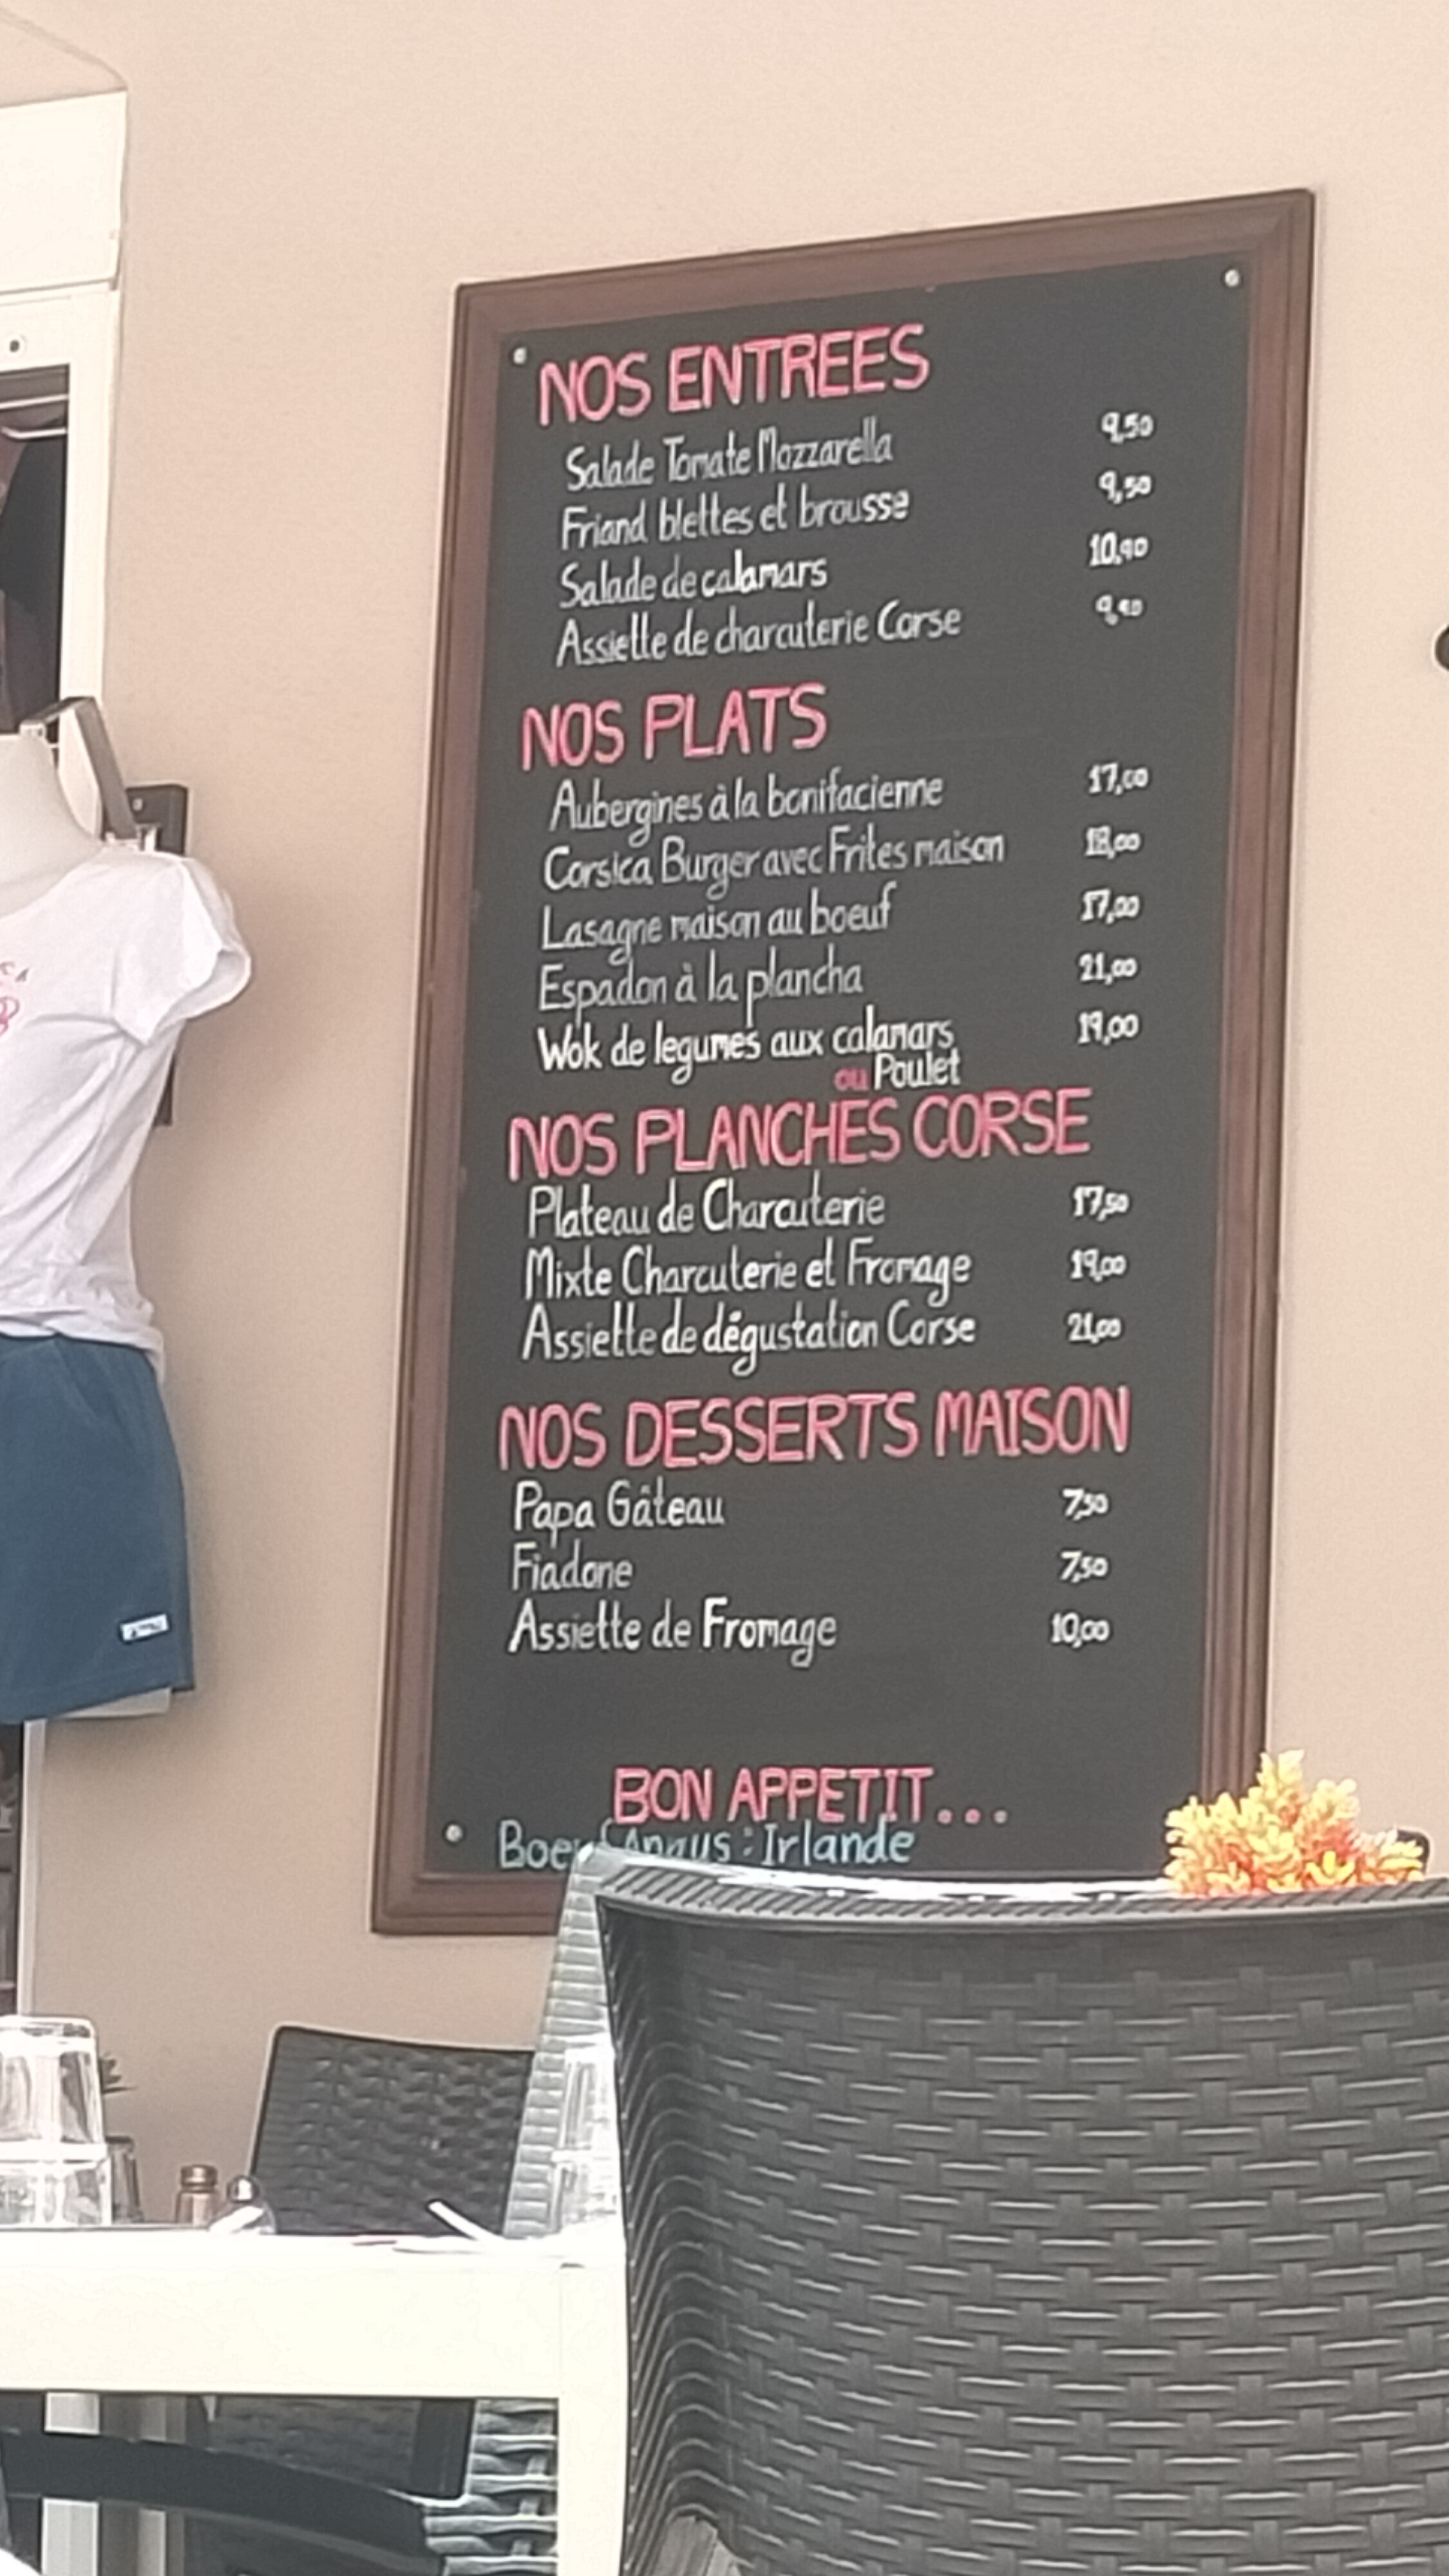 NOS ENTREES
Salade Tomate Mozzarella 9,50
Friand blettes et brousse 9,50
Salade de calamars 10,90
Assiette de charcuterie Corse
NOS PLATS
Aubergines à la bonifacienne 17,00
Corsica Burger avec Frites maison 18,00
Lasagne maison au boeuf 17,00
Espadon à la plancha 21,00
Wok de legumes aux calamars 19,00
ou Poulet
NOS PLANCHES CORSE
Plateau de Charcuterie 17,50
Mixte Charcuterie et Fromage 19,00
Assiette de dégustation Corse 21,00
NOS DESSERTS MAISON
Papa Gâteau 7,50
Fiadone 7,50
Assiette de Fromage 10,00
BON APPETIT...
Boeuf Angus : Irlande